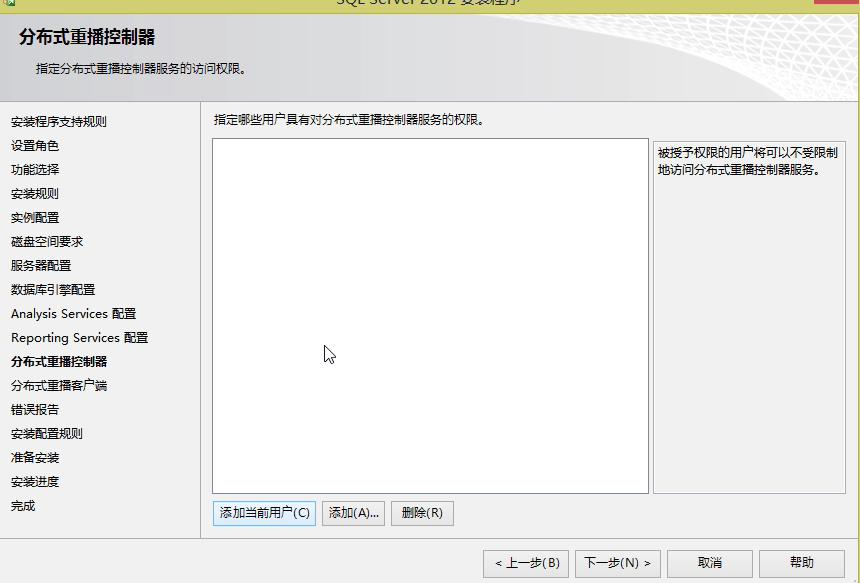 SQL Server 2012 安装程序
分布式重播控制器
指定分布式重播控制器服务的访问权限。
安装程序支持规则
设置角色
功能选择
安装规则
实例配置
磁盘空间要求
服务器配置
数据库引擎配置
Analysis Services 配置
Reporting Services 配置
分布式重播控制器
分布式重播客户端
错误报告
安装配置规则
准备安装
安装进度
完成
指定哪些用户具有对分布式重播控制器服务的权限。
被授予权限的用户将可以不受限制
地访问分布式重播控制器服务。
添加当前用户(C) 添加(A)... 删除(R)
< 上一步(B) 下一步(N) > 取消 帮助